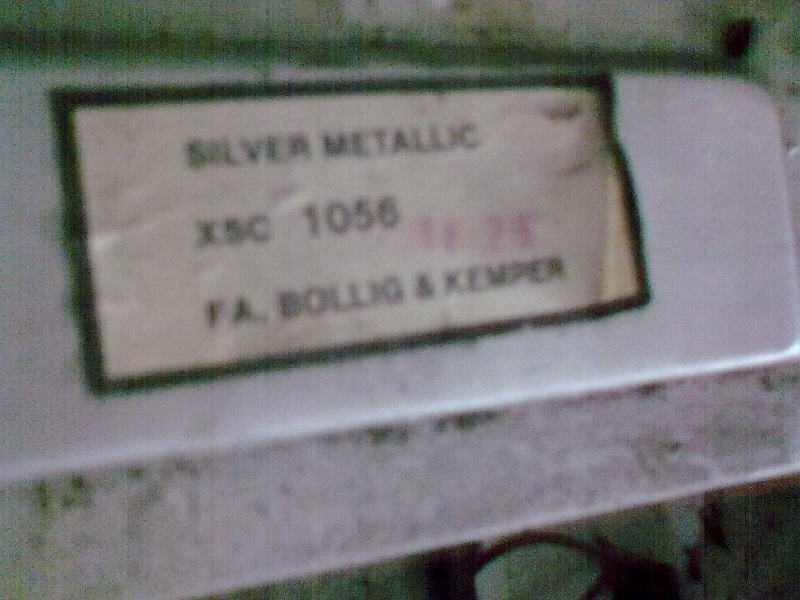 SILVER METALLIC
XSC 1056
FA. BOLLIG & KEMPER